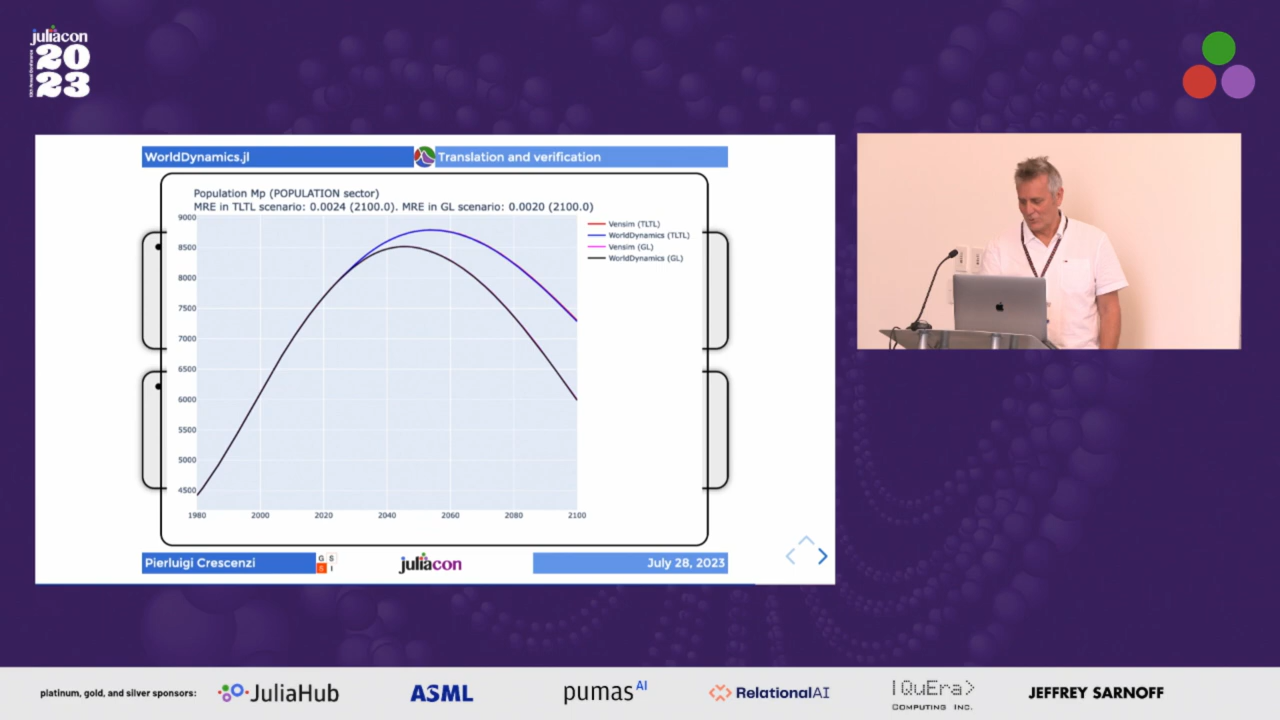 juliacon
20
23
WorldDynamics.jl
Translation and verification
Population Mp (POPULATION sector)
MRE in TLTL scenario: 0.0024 (2100.0). MRE in GL scenario: 0.0020 (2100.0)
9000
8500
8000
7500
7000
6500
6000
5500
5000
4500
1980 2000 2020 2040 2060 2080 2100
Vensim (TLTL)
WorldDynamics (TLTL)
Vensim (GL)
WorldDynamics (GL)
Pierluigi Crescenzi
G S
S I
juliacon
July 28, 2023
platinum, gold, and silver sponsors:
JuliaHub
ASML
pumas AI
RelationalAI
|QuEra>
COMPUTING INC.
JEFFREY SARNOFF